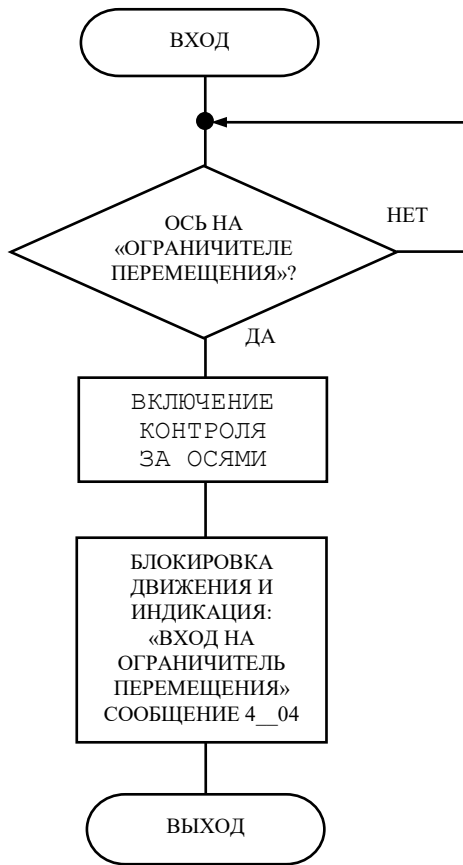 ВХОД
ОСЬ НА
«ОГРАНИЧИТЕЛЕ
ПЕРЕМЕЩЕНИЯ»?
НЕТ
ДА
ВКЛЮЧЕНИЕ
КОНТРОЛЯ
ЗА ОСЯМИ
БЛОКИРОВКА
ДВИЖЕНИЯ И
ИНДИКАЦИЯ:
«ВХОД НА
ОГРАНИЧИТЕЛЬ
ПЕРЕМЕЩЕНИЯ»
СООБЩЕНИЕ 4__04
ВЫХОД